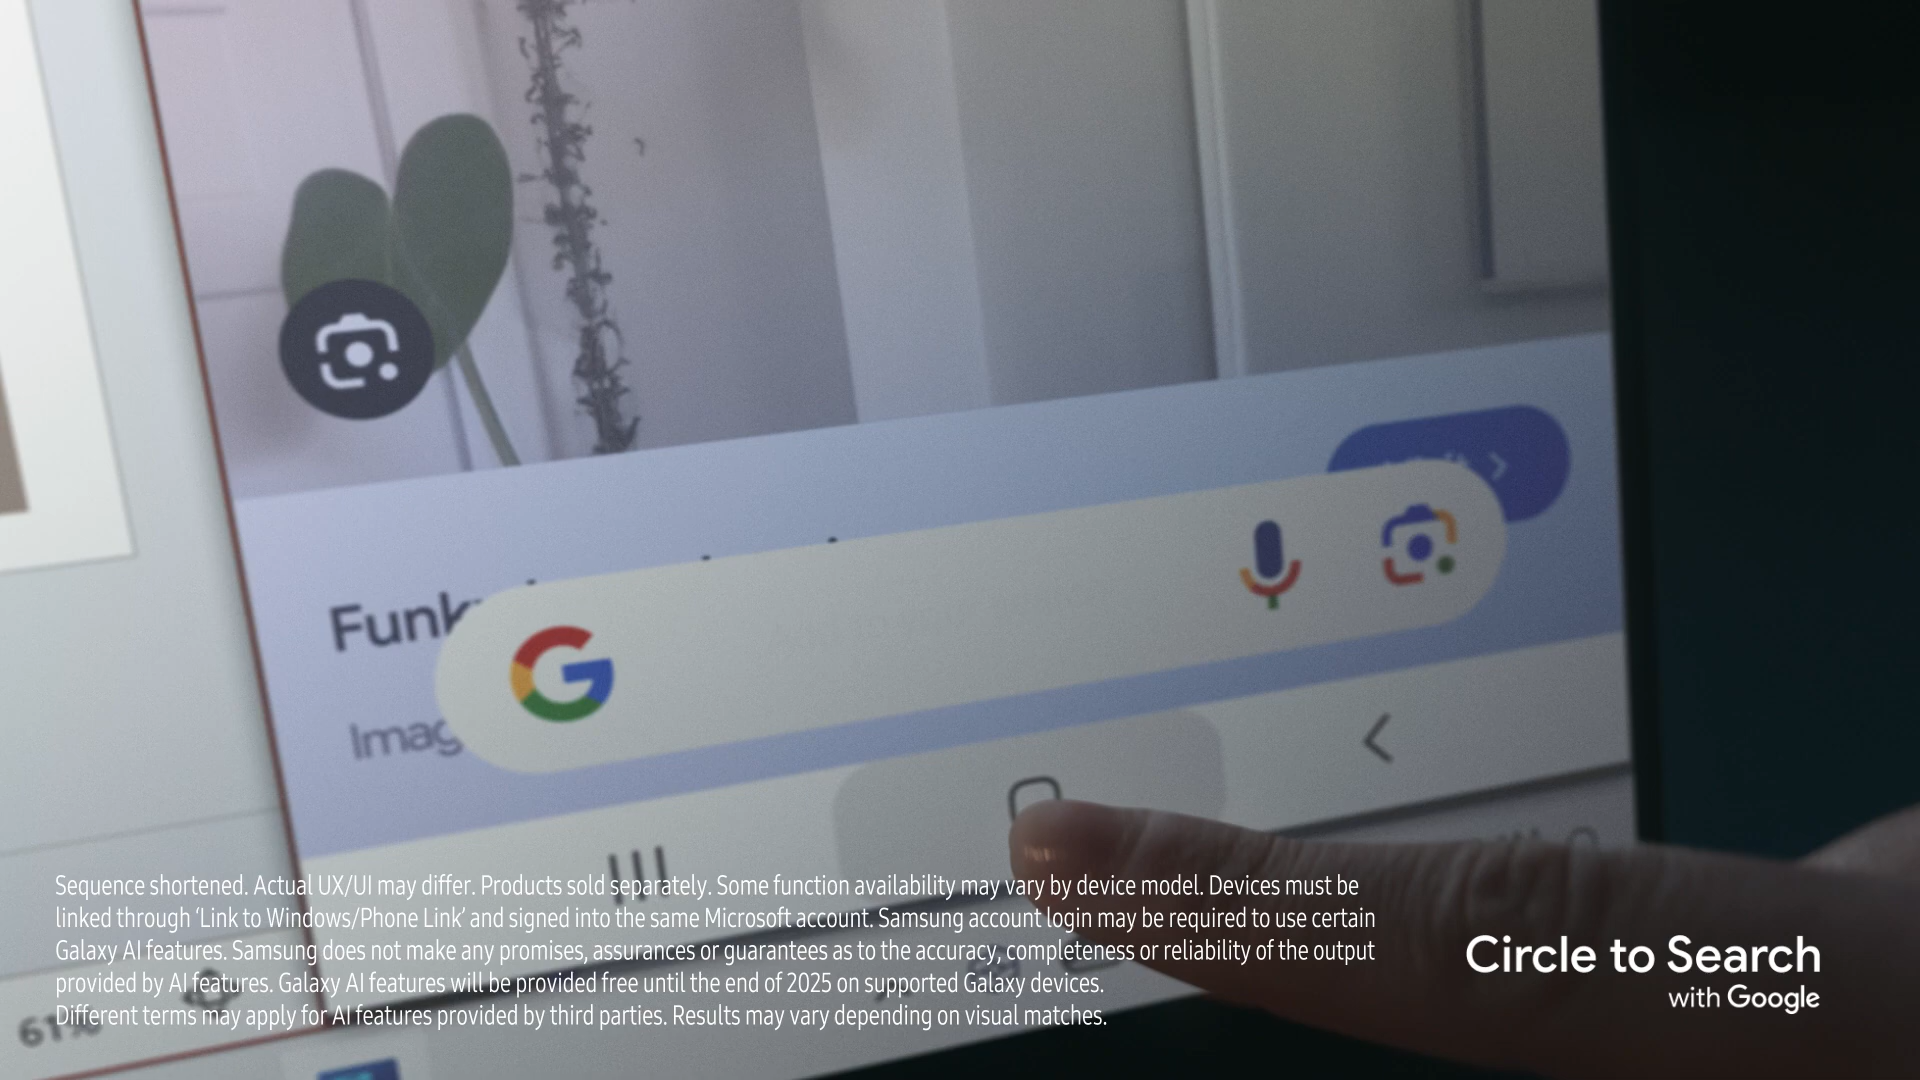 Funk
Imag
G
Sequence shortened. Actual UX/UI may differ. Products sold separately. Some function availability may vary by device model. Devices must be
linked through ‘Link to Windows/Phone Link’ and signed into the same Microsoft account. Samsung account login may be required to use certain
Galaxy AI features. Samsung does not make any promises, assurances or guarantees as to the accuracy, completeness or reliability of the output
provided by AI features. Galaxy AI features will be provided free until the end of 2025 on supported Galaxy devices.
Different terms may apply for AI features provided by third parties. Results may vary depending on visual matches.
61%
Circle to Search
with Google